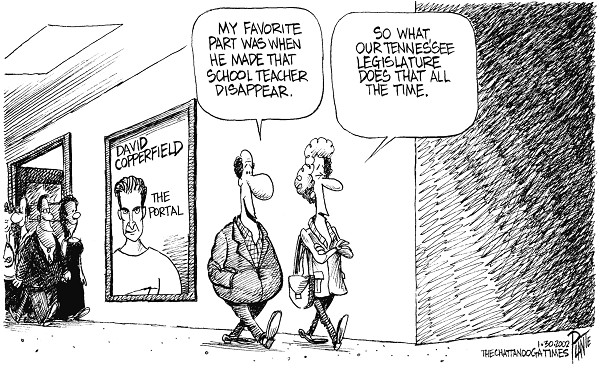 MY FAVORITE
PART WAS WHEN
HE MADE THAT
SCHOOL TEACHER
DISAPPEAR.
SO WHAT.
OUR TENNESSEE
LEGISLATURE
DOES THAT ALL
THE TIME.
DAVID
COPPERFIELD
THE
PORTAL
1·30·2002
THE CHATTANOOGA TIMES
PLANTE